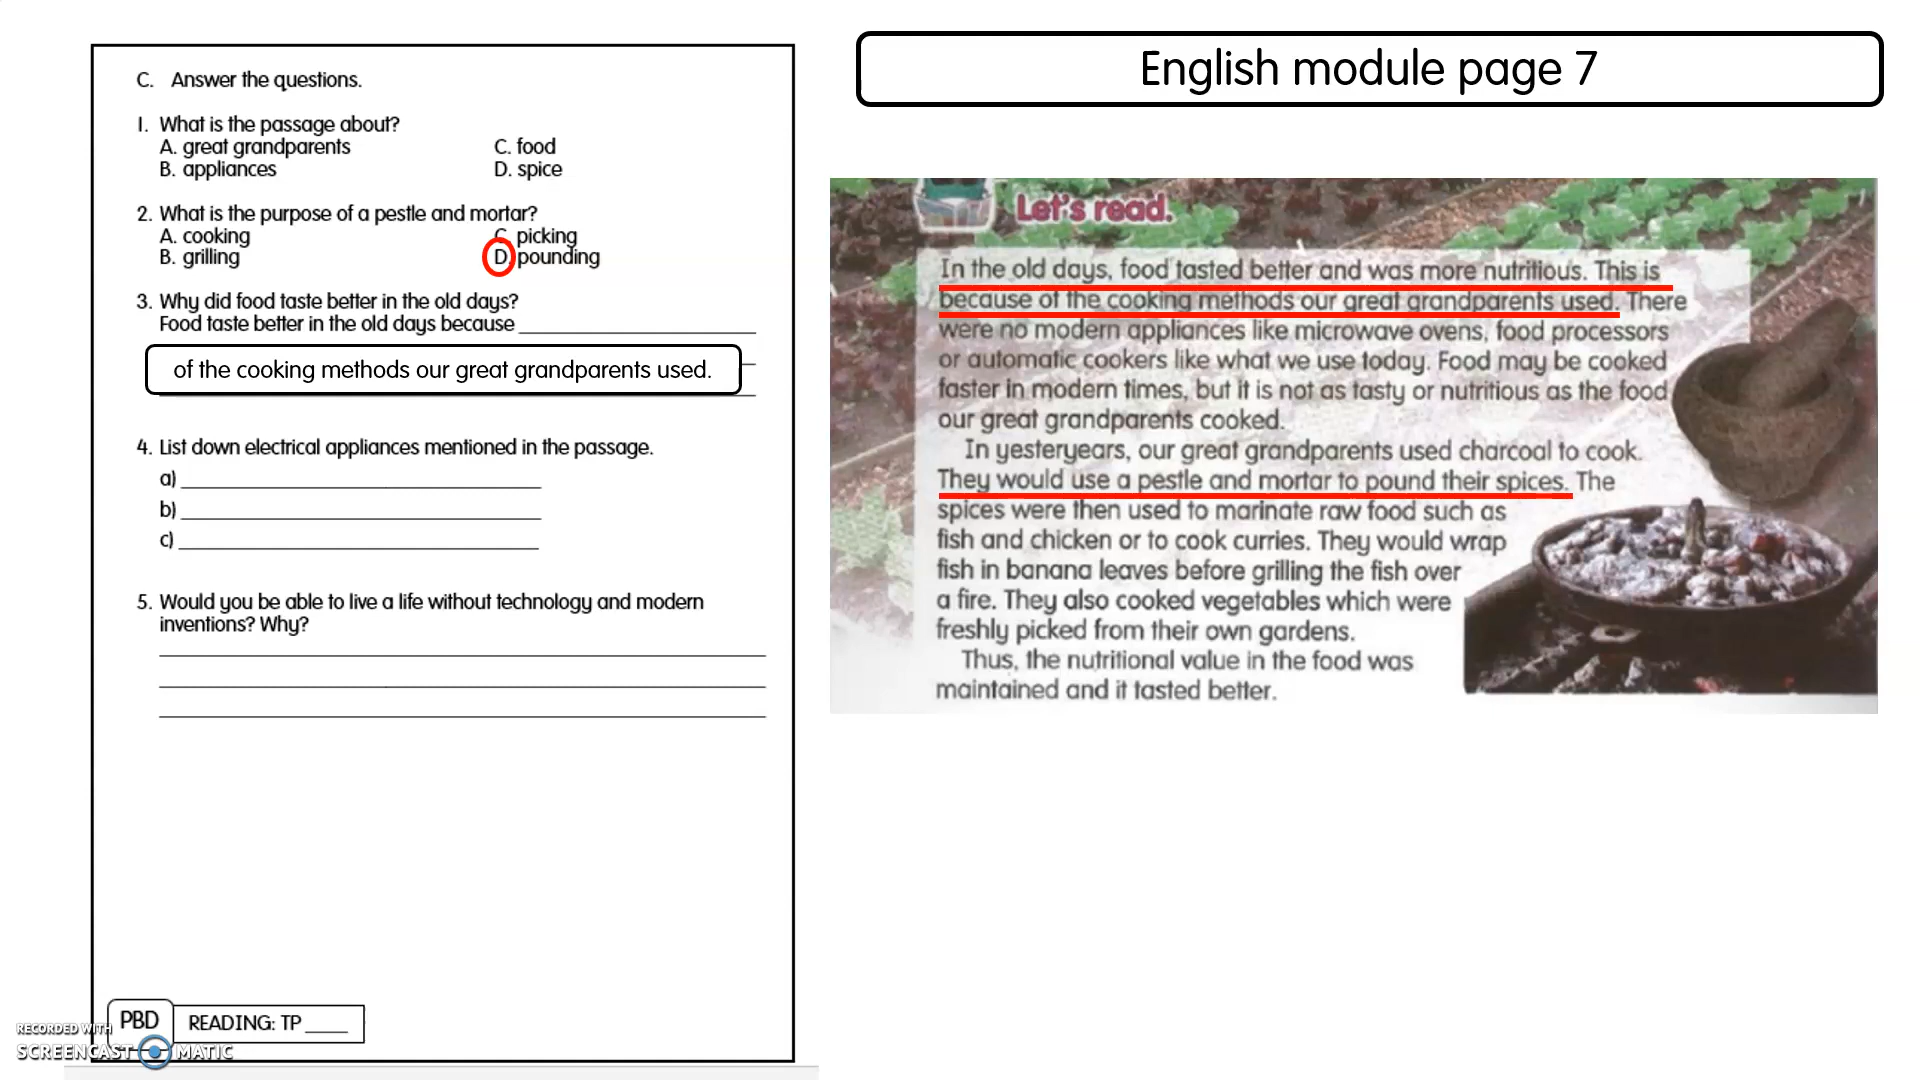 English module page 7
C. Answer the questions.
1. What is the passage about?
A. great grandparents
C. food
B. appliances
D. spice
2. What is the purpose of a pestle and mortar?
A. cooking
C. picking
B. grilling
D. pounding
3. Why did food taste better in the old days?
Food taste better in the old days because
of the cooking methods our great grandparents used.
4. List down electrical appliances mentioned in the passage.
a)
b)
c)
5. Would you be able to live a life without technology and modern
inventions? Why?
PBD
READING: TP
RECORDED WITH
SCREENCAST MATIC
Let's read.
In the old days, food tasted better and was more nutritious. This is
because of the cooking methods our great grandparents used. There
were no modern appliances like microwave ovens, food processors
or automatic cookers like what we use today. Food may be cooked
faster in modern times, but it is not as tasty or nutritious as the food
our great grandparents cooked.
In yesteryears, our great grandparents used charcoal to cook.
They would use a pestle and mortar to pound their spices. The
spices were then used to marinate raw food such as
fish and chicken or to cook curries. They would wrap
fish in banana leaves before grilling the fish over
a fire. They also cooked vegetables which were
freshly picked from their own gardens.
Thus, the nutritional value in the food was
maintained and it tasted better.